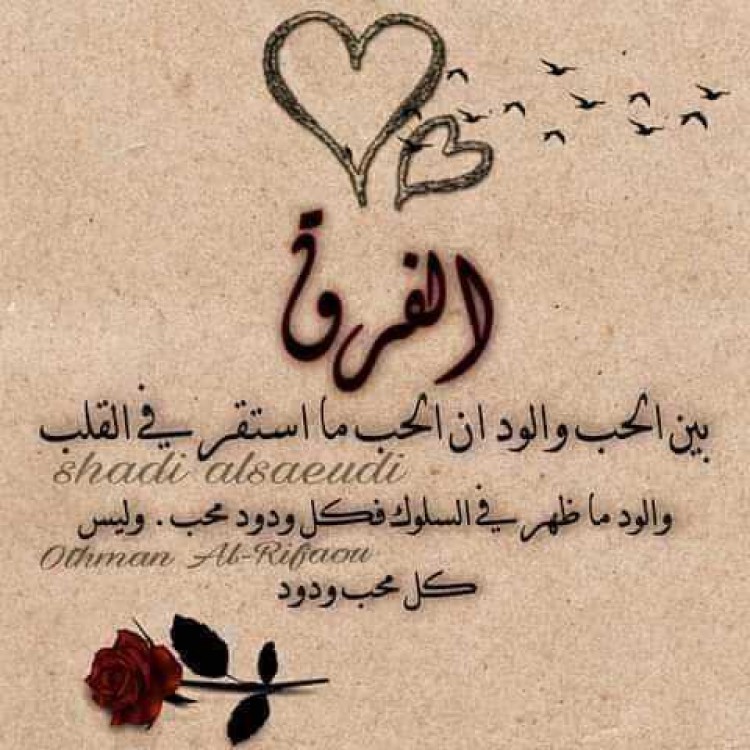 الفرق
بين الحب والود ان الحب ما استقر في القلب
shadi alsaeudi
والود ما ظهر في السلوك فكل ودود محب . وليس
Othman Al-Rifaou
كل محب ودود